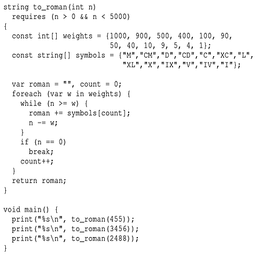 string to_roman(int n)
  requires (n > 0 && n < 5000)
{
  const int[] weights = {1000, 900, 500, 400, 100, 90,
                         50, 40, 10, 9, 5, 4, 1};
  const string[] symbols = {"M","CM","D","CD","C","XC","L",
                            "XL","X","IX","V","IV","I"};

  var roman = "", count = 0;
  foreach (var w in weights) {
    while (n >= w) {
      roman += symbols[count];
      n -= w;
    }
    if (n == 0)
      break;
    count++;
  }
  return roman;
}

void main() {
  print("%s\n", to_roman(455));
  print("%s\n", to_roman(3456));
  print("%s\n", to_roman(2488));
}